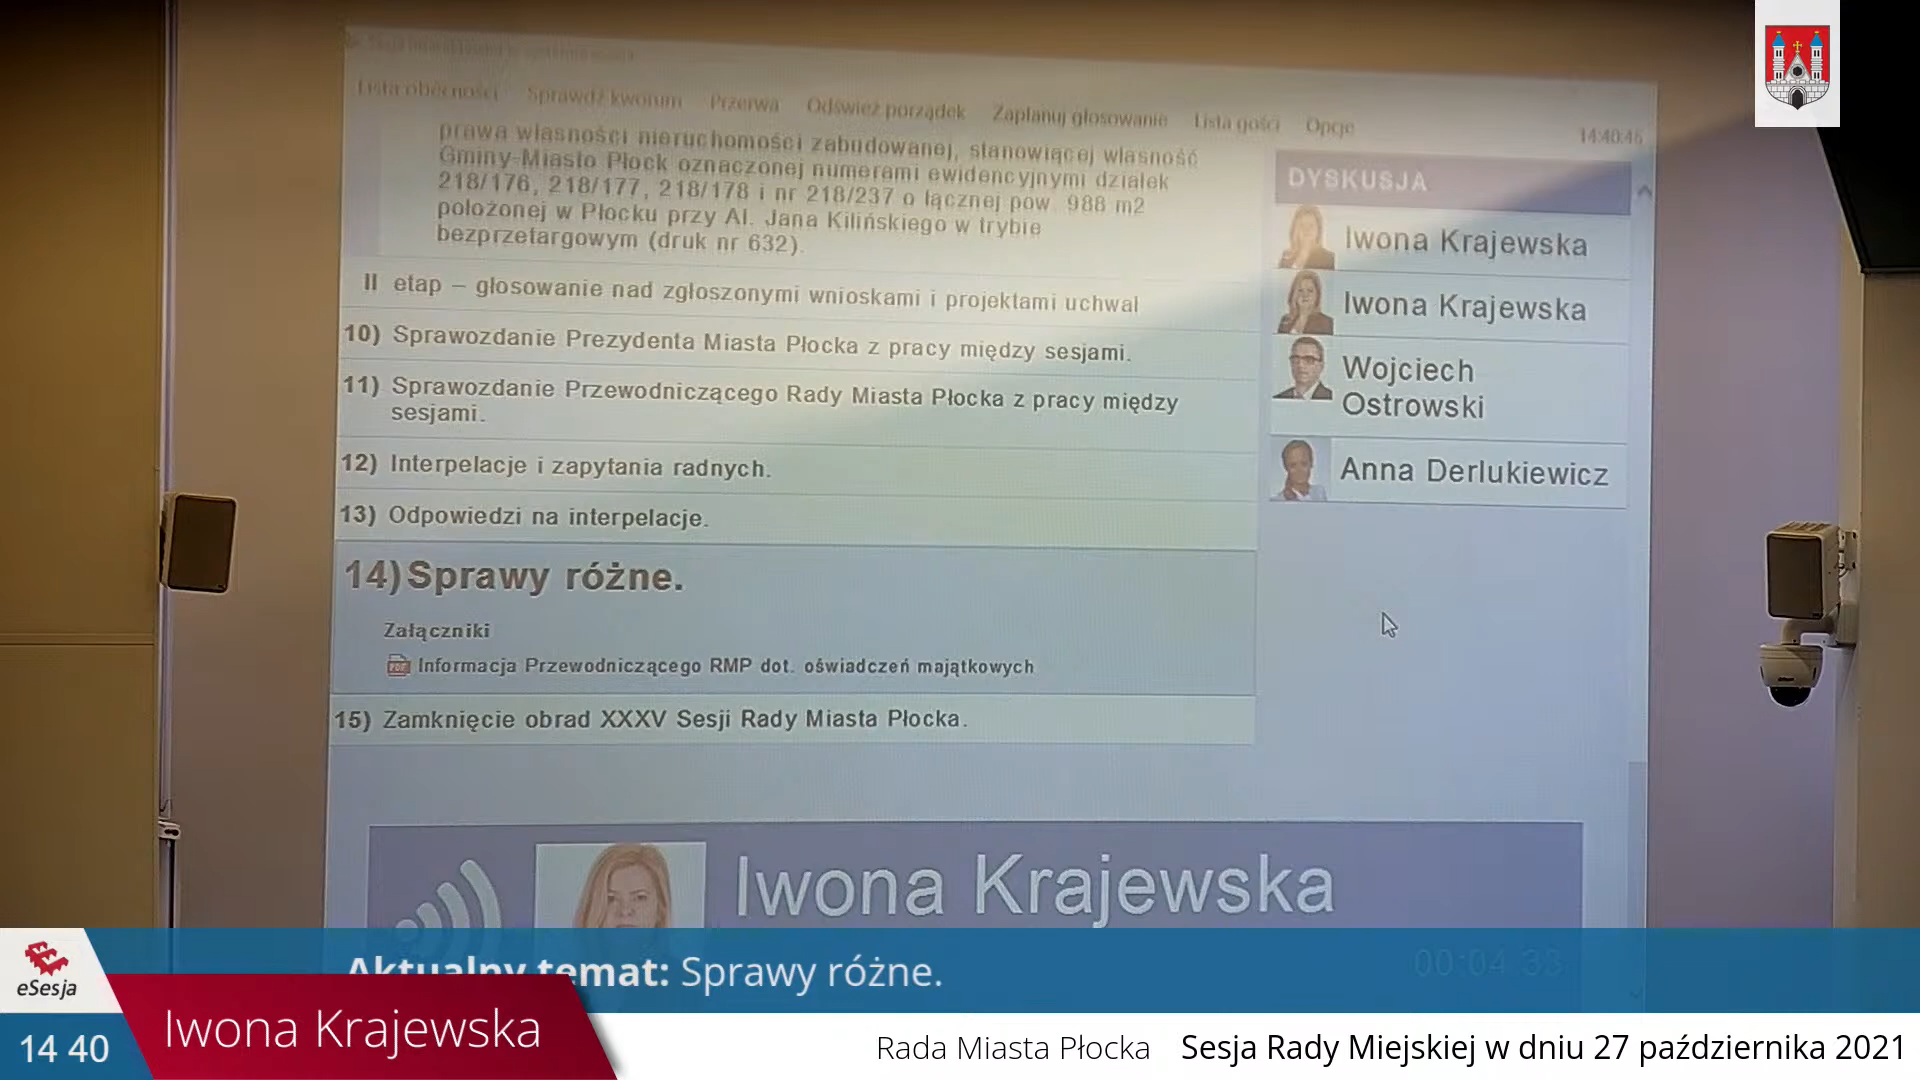 Lista obecności Sprawdź kworum Przerwa Odśwież porządek Zaplanuj głosowanie Lista gości Opcje
14:40:46
prawa własności nieruchomości zabudowanej, stanowiącej własność
Gminy-Miasto Płock oznaczonej numerami ewidencyjnymi działek
218/176, 218/177, 218/178 i nr 218/237 o łącznej pow. 988 m2
położonej w Płocku przy Al. Jana Kilińskiego w trybie
bezprzetargowym (druk nr 632).
II etap – głosowanie nad zgłoszonymi wnioskami i projektami uchwał
10) Sprawozdanie Prezydenta Miasta Płocka z pracy między sesjami.
11) Sprawozdanie Przewodniczącego Rady Miasta Płocka z pracy między
sesjami.
12) Interpelacje i zapytania radnych.
13) Odpowiedzi na interpelacje.
14) Sprawy różne.
Załączniki
PDF Informacja Przewodniczącego RMP dot. oświadczeń majątkowych
15) Zamknięcie obrad XXXV Sesji Rady Miasta Płocka.
DYSKUSJA
Iwona Krajewska
Iwona Krajewska
Wojciech
Ostrowski
Anna Derlukiewicz
Iwona Krajewska
00:04:38
Aktualny temat: Sprawy różne.
eSesja
14 40
Iwona Krajewska
Rada Miasta Płocka Sesja Rady Miejskiej w dniu 27 października 2021